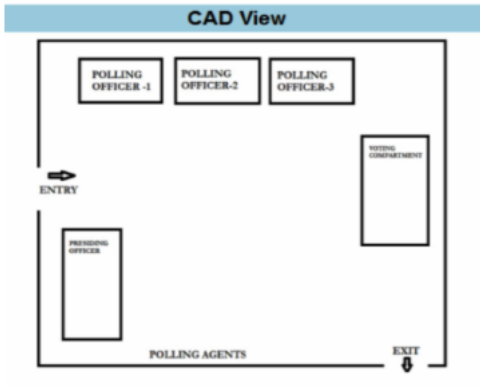 CAD View
POLLING
OFFICER -1
POLLING
OFFICER-2
POLLING
OFFICER-3
VOTING
COMPARTMENT
ENTRY
PRESIDING
OFFICER
POLLING AGENTS
EXIT